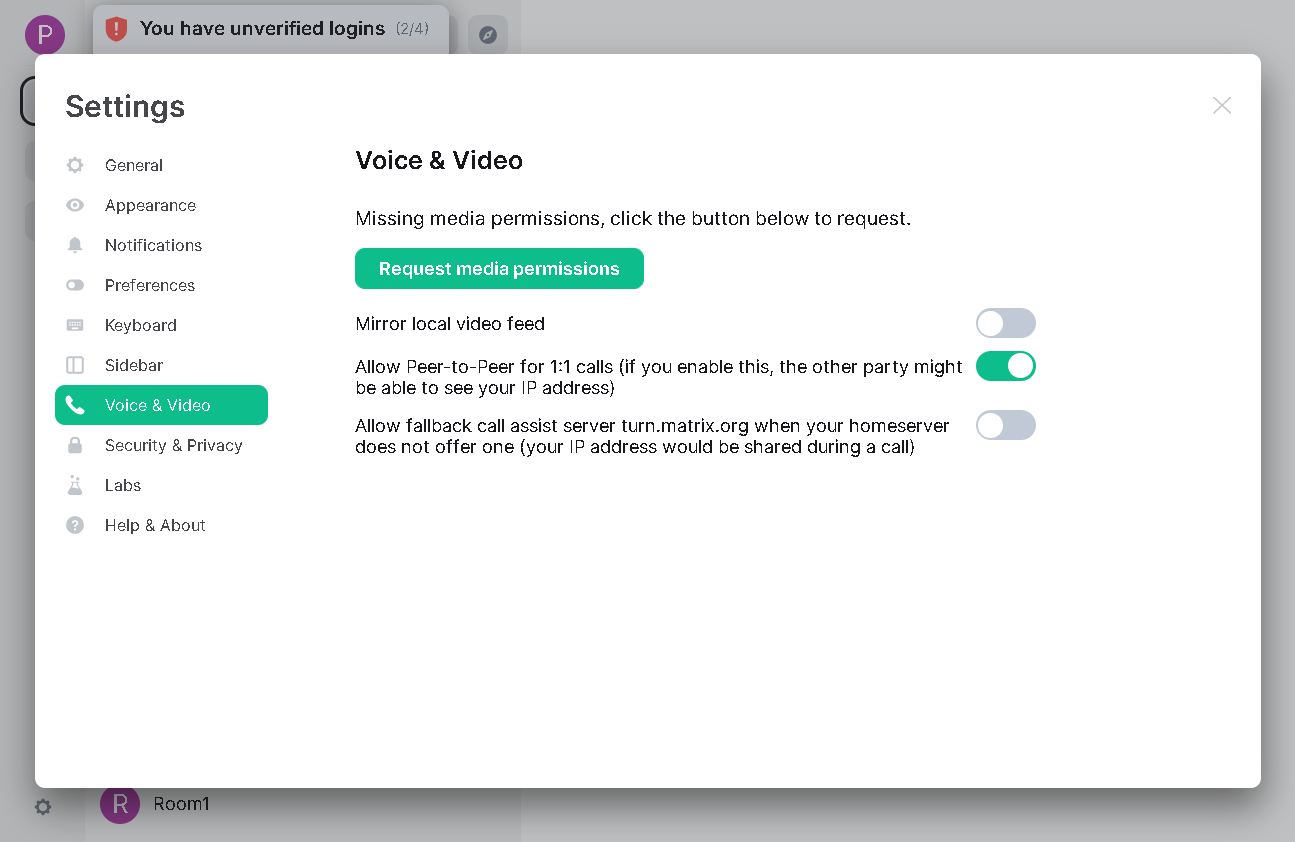 P
You have unverified logins (2/4)
Settings
General
Appearance
Notifications
Preferences
Keyboard
Sidebar
Voice & Video
Security & Privacy
Labs
Help & About
Voice & Video
Missing media permissions, click the button below to request.
Request media permissions
Mirror local video feed
Allow Peer-to-Peer for 1:1 calls (if you enable this, the other party might
be able to see your IP address)
Allow fallback call assist server turn.matrix.org when your homeserver
does not offer one (your IP address would be shared during a call)
R Room1